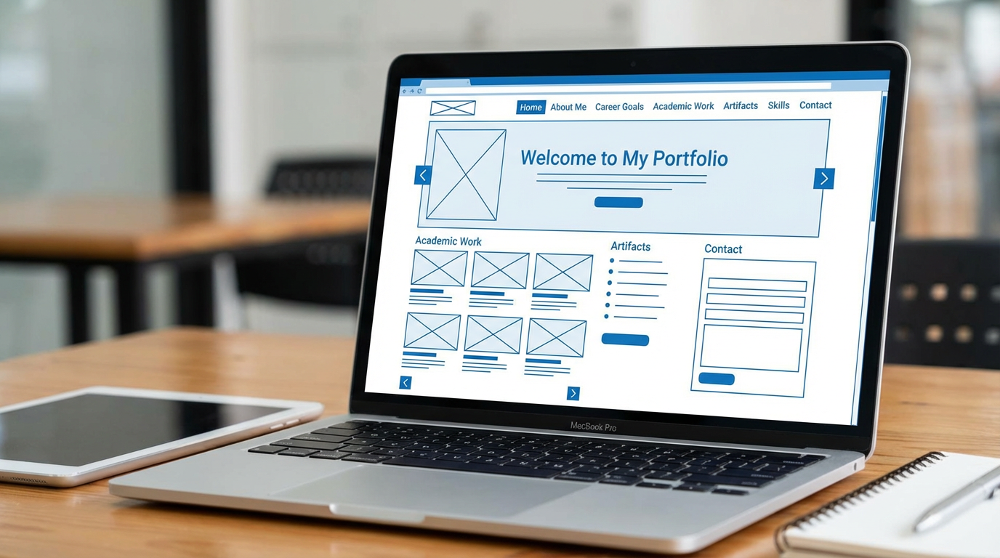 Home About Me Career Goals Academic Work Artifacts Skills Contact
Welcome to My Portfolio
Academic Work
Artifacts
Contact
MacBook Pro